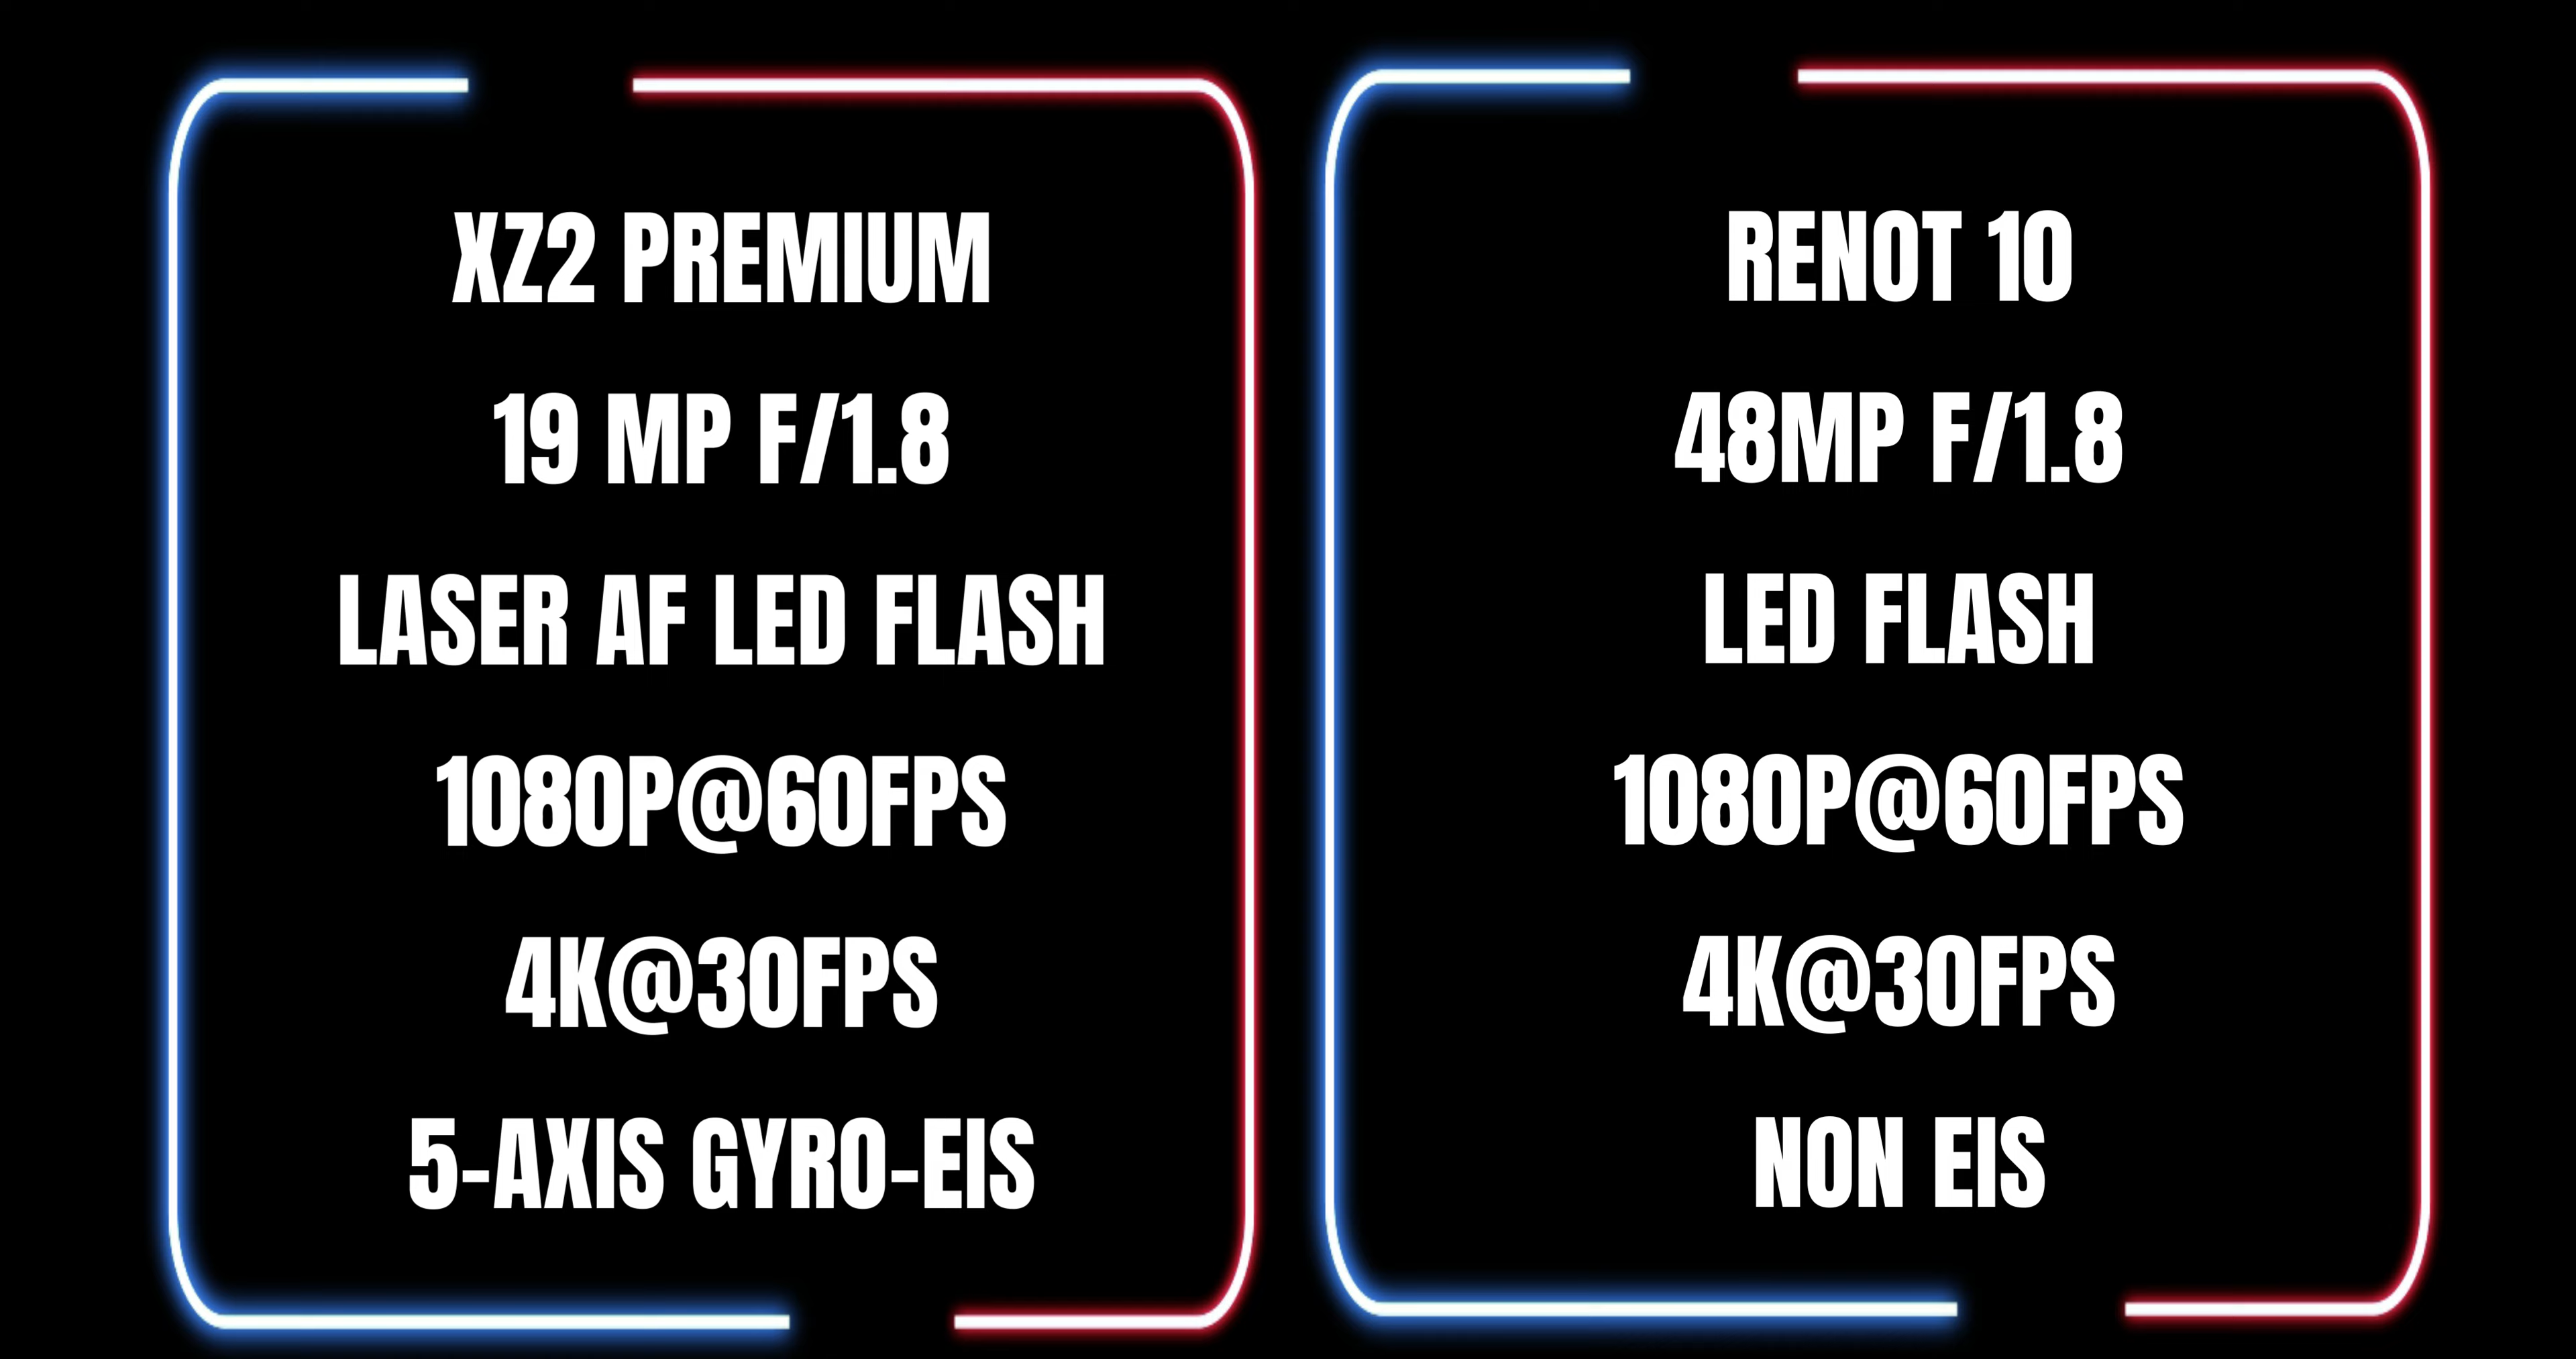 XZ2 PREMIUM
19 MP F/1.8
LASER AF LED FLASH
1080P@60FPS
4K@30FPS
5-AXIS GYRO-EIS
RENOT 10
48MP F/1.8
LED FLASH
1080P@60FPS
4K@30FPS
NON EIS